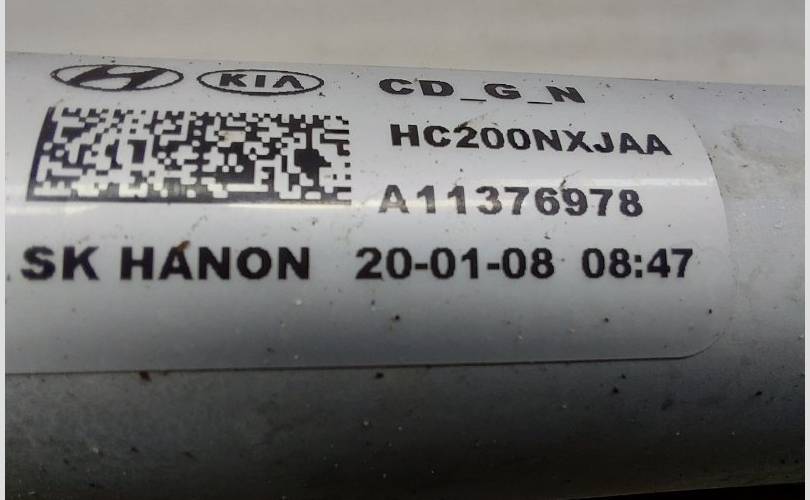 KIA CD_G_N
HC200NXJAA
A11376978
SK HANON 20-01-08 08:47